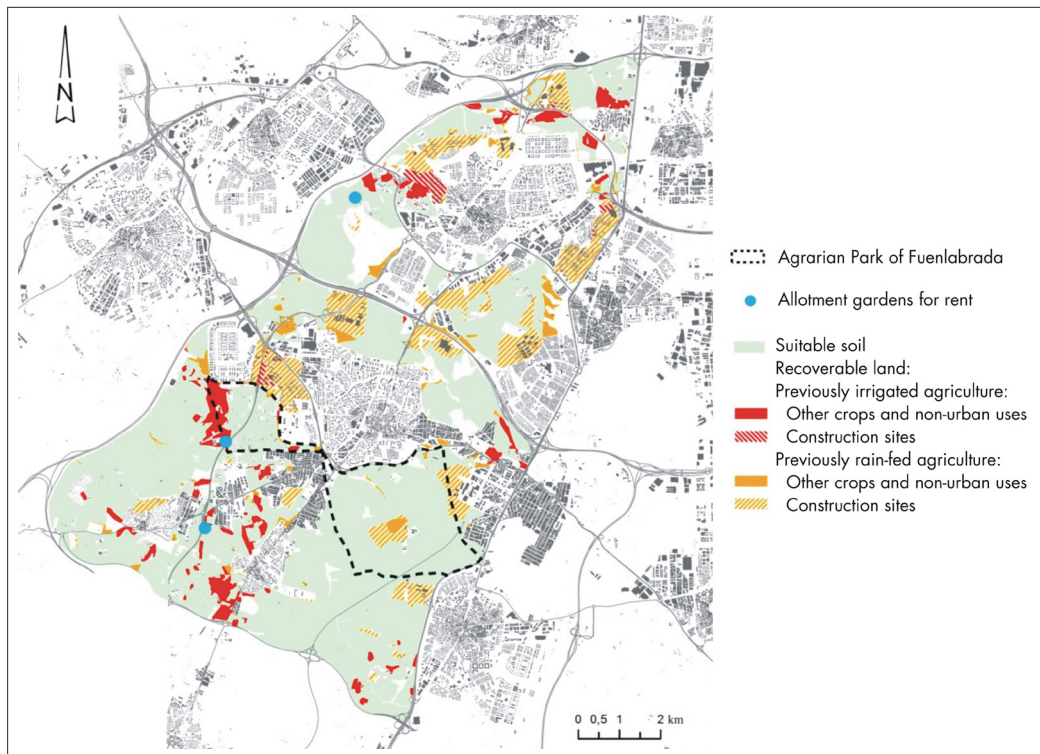 N
Agrarian Park of Fuenlabrada
Allotment gardens for rent
Suitable soil
Recoverable land:
Previously irrigated agriculture:
Other crops and non-urban uses
Construction sites
Previously rain-fed agriculture:
Other crops and non-urban uses
Construction sites
0 0,5 1 2 km